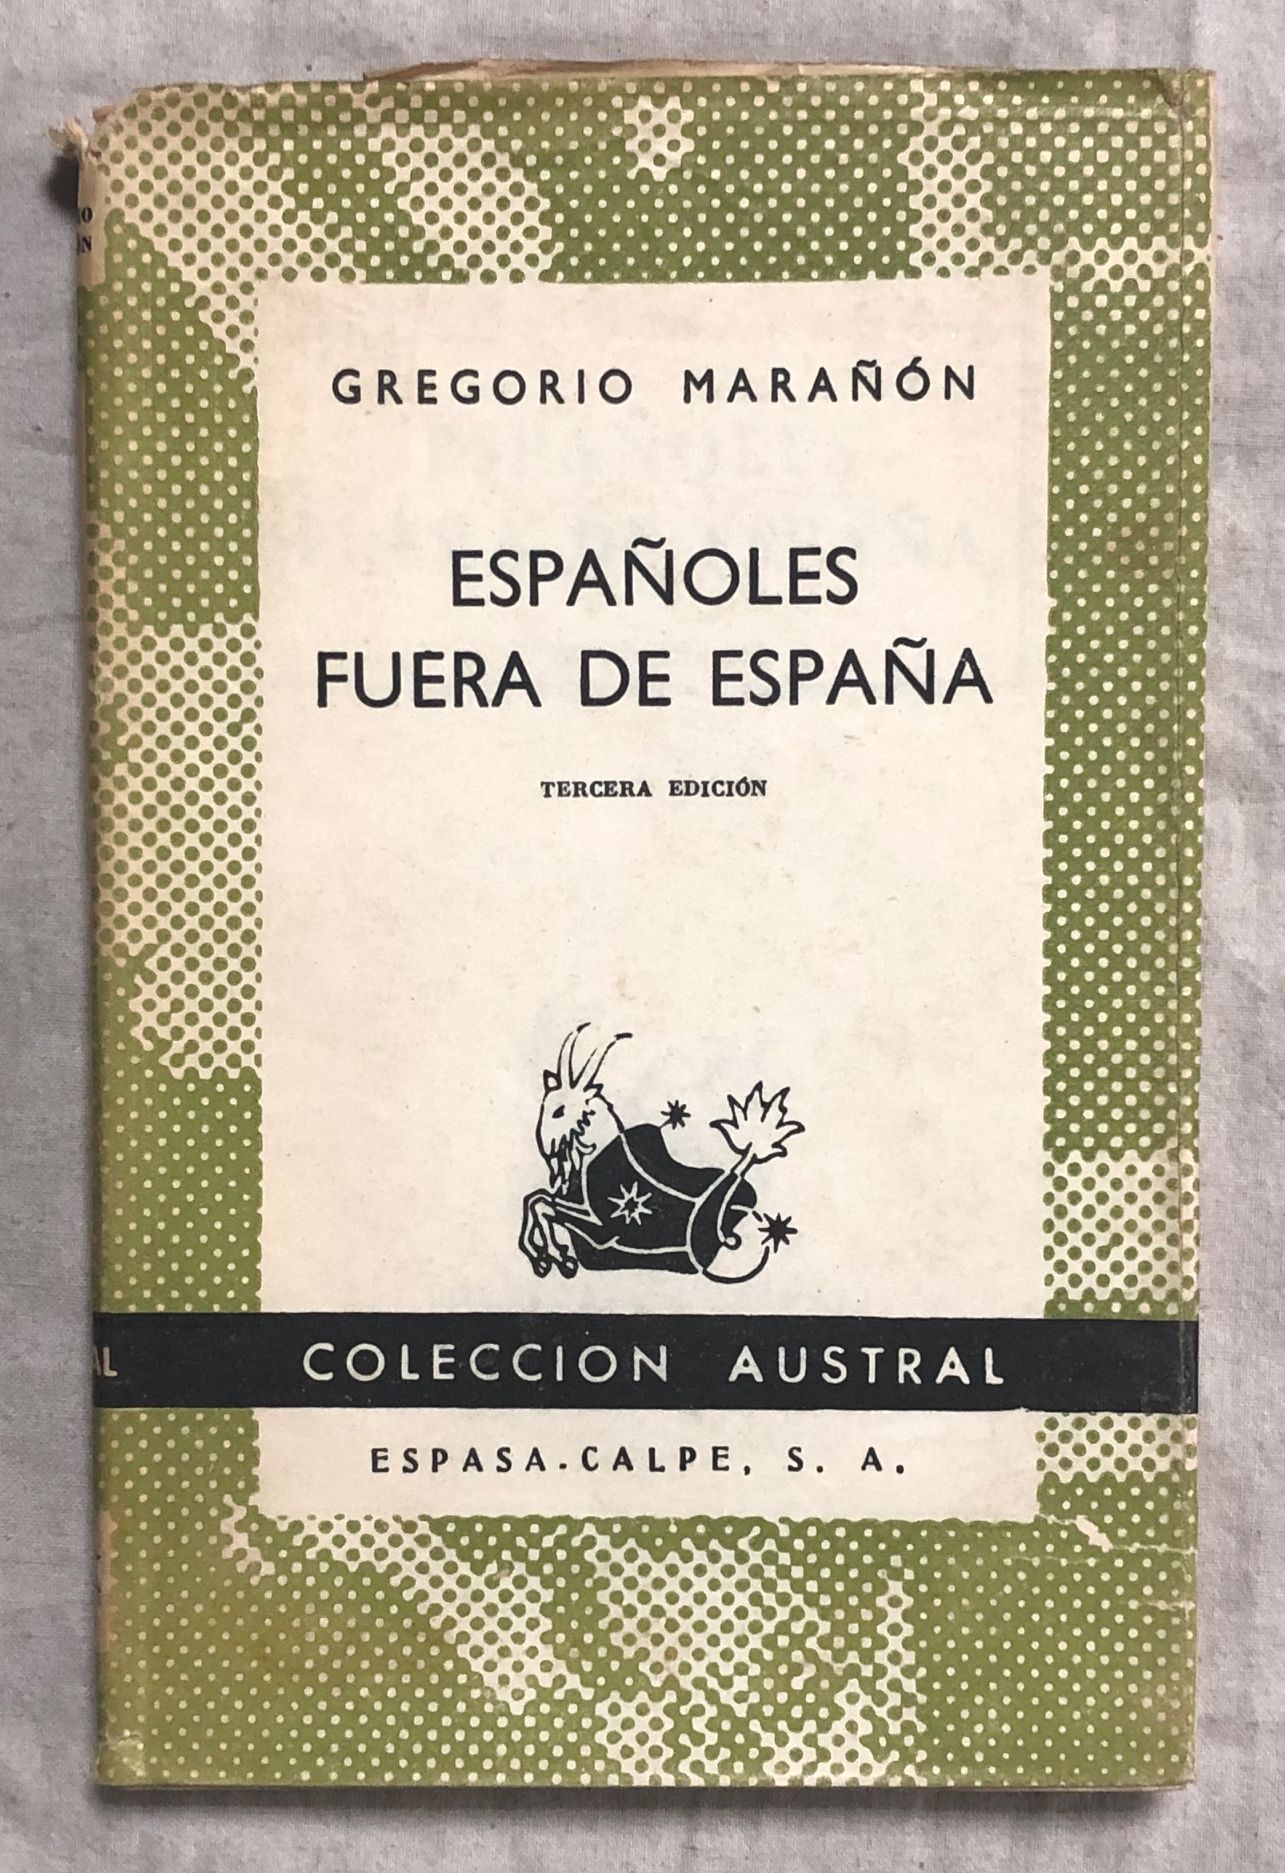 GREGORIO MARAÑÓN
ESPAÑOLES
FUERA DE ESPAÑA
TERCERA EDICIÓN
COLECCION AUSTRAL
ESPASA-CALPE, S. A.